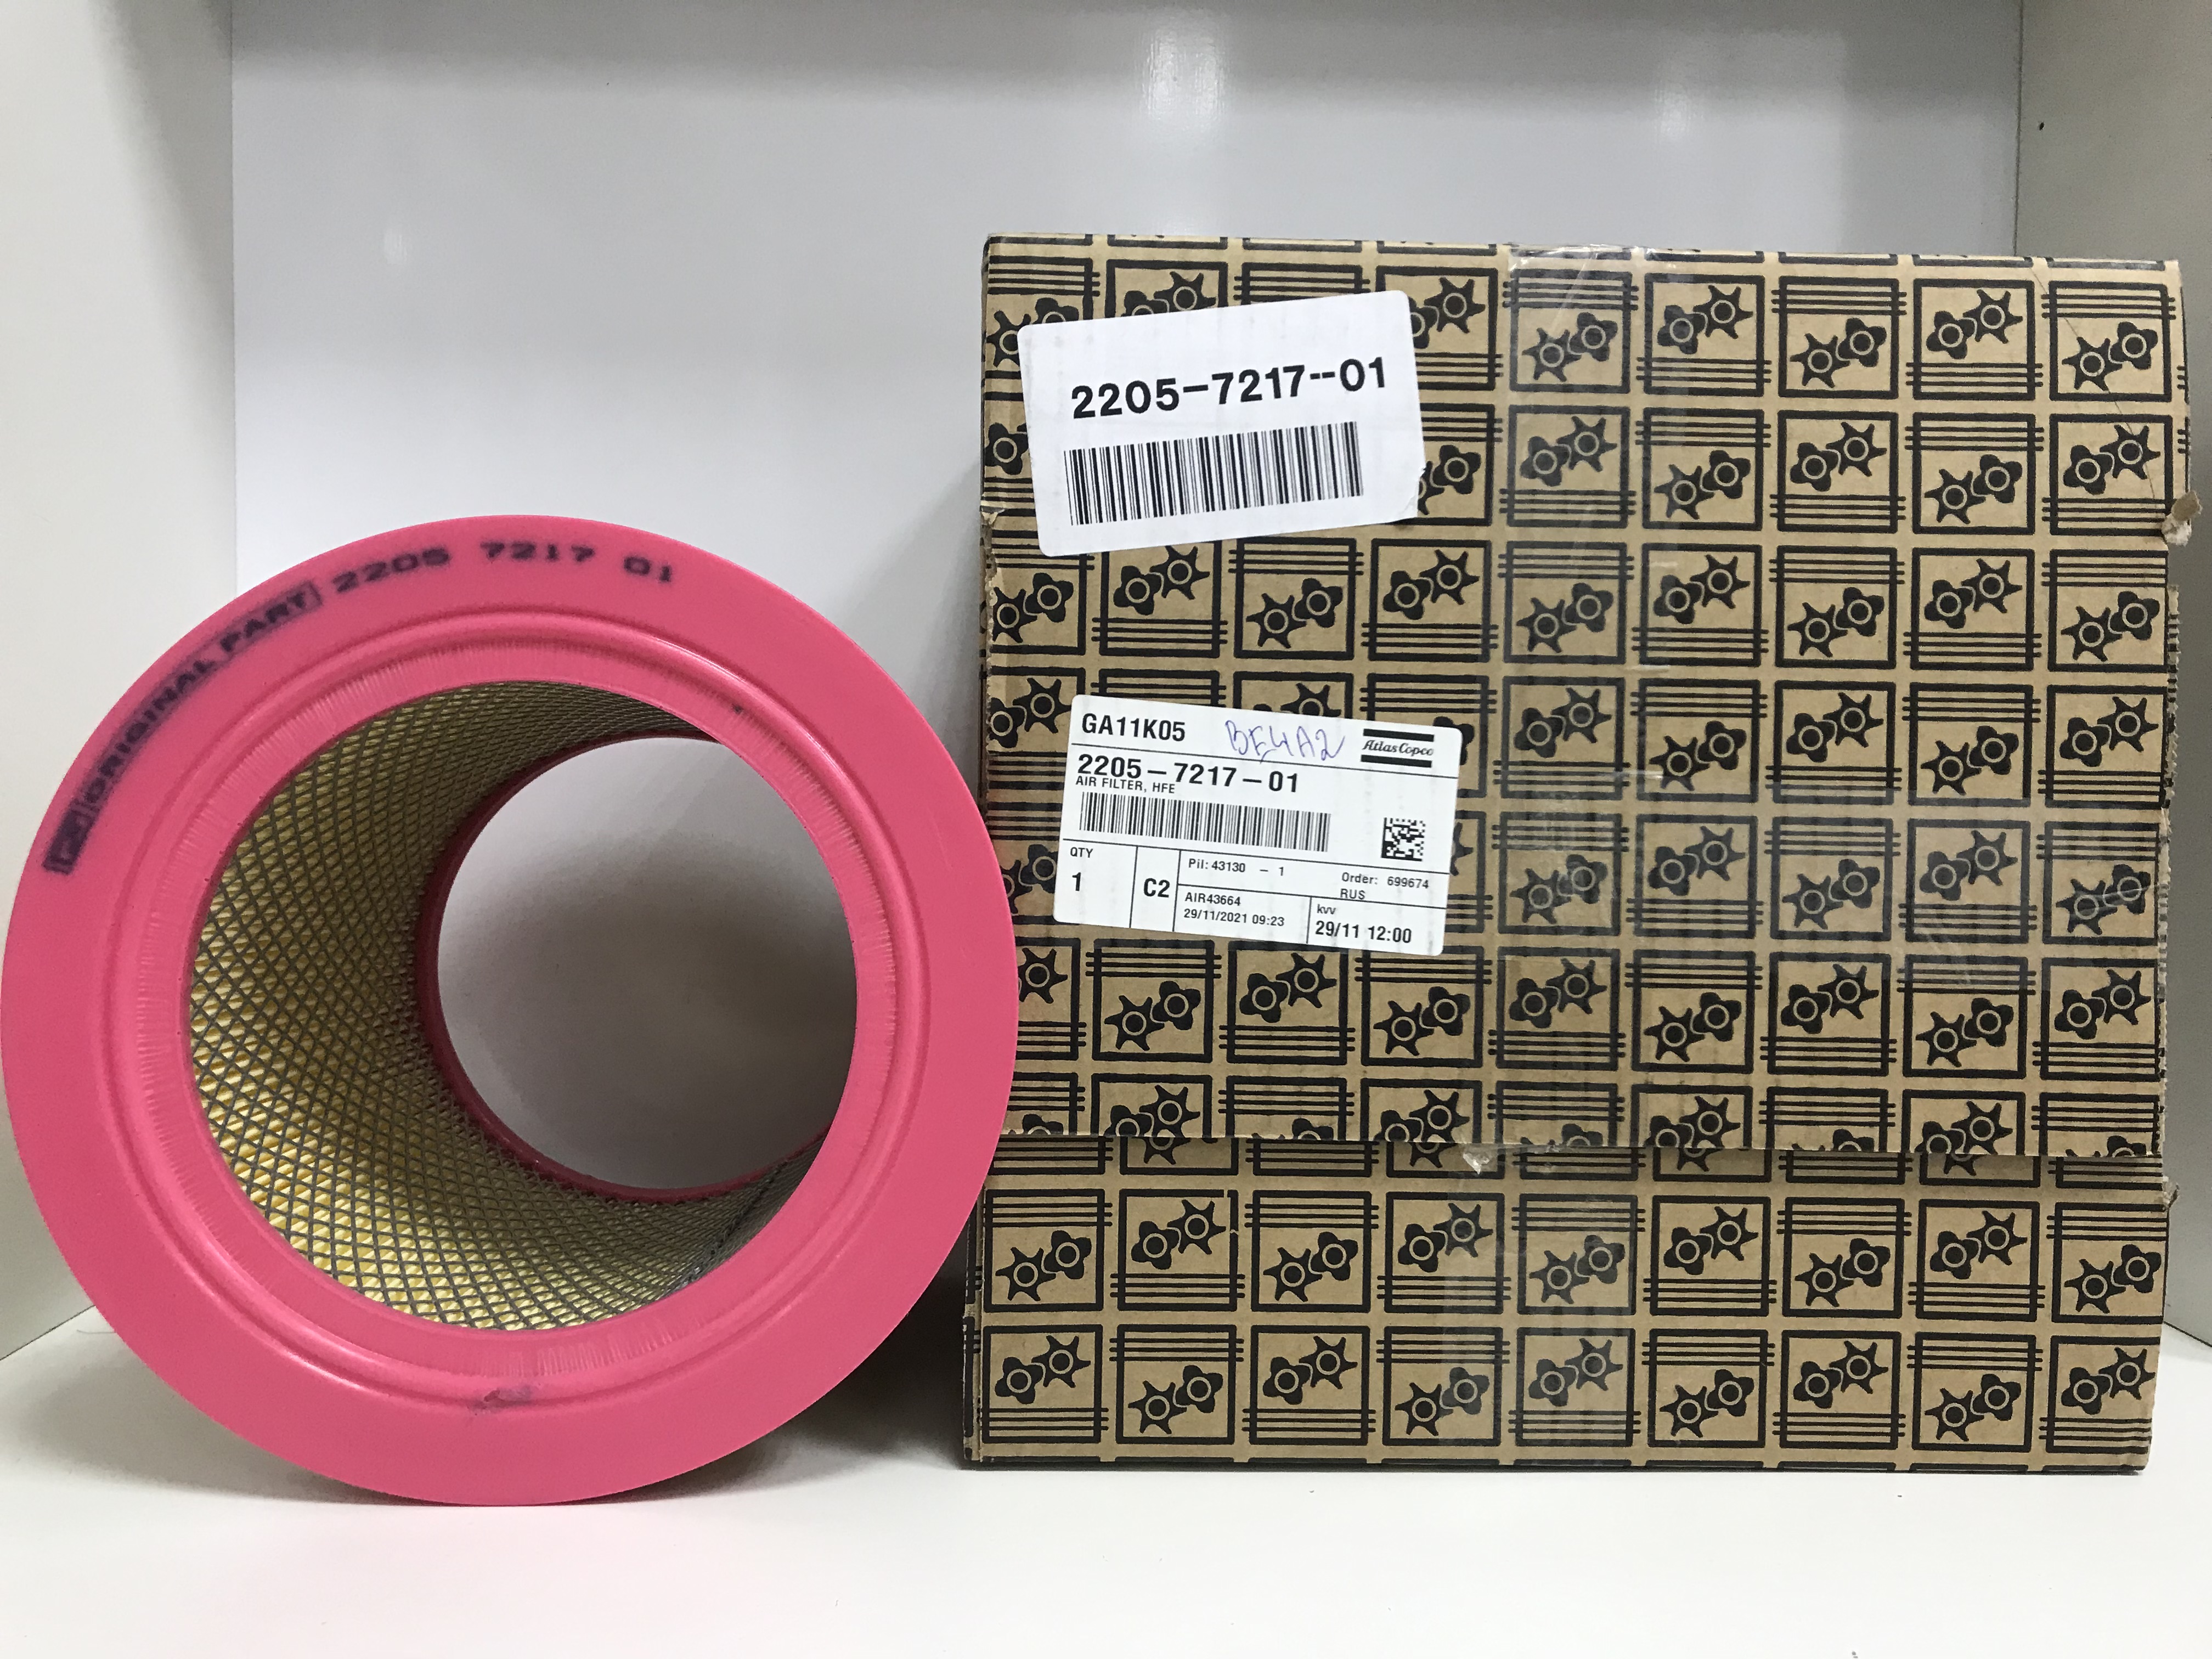 2205-7217--01
ORIGINAL PART 2205 7217 01
GA11K05
Atlas Copco
2205-7217-01
AIR FILTER, HFE
QTY
1
C2
Pil: 43130 - 1
Order: 699674
RUS
AIR43664
29/11/2021 09:23
kvv
29/11 12:00